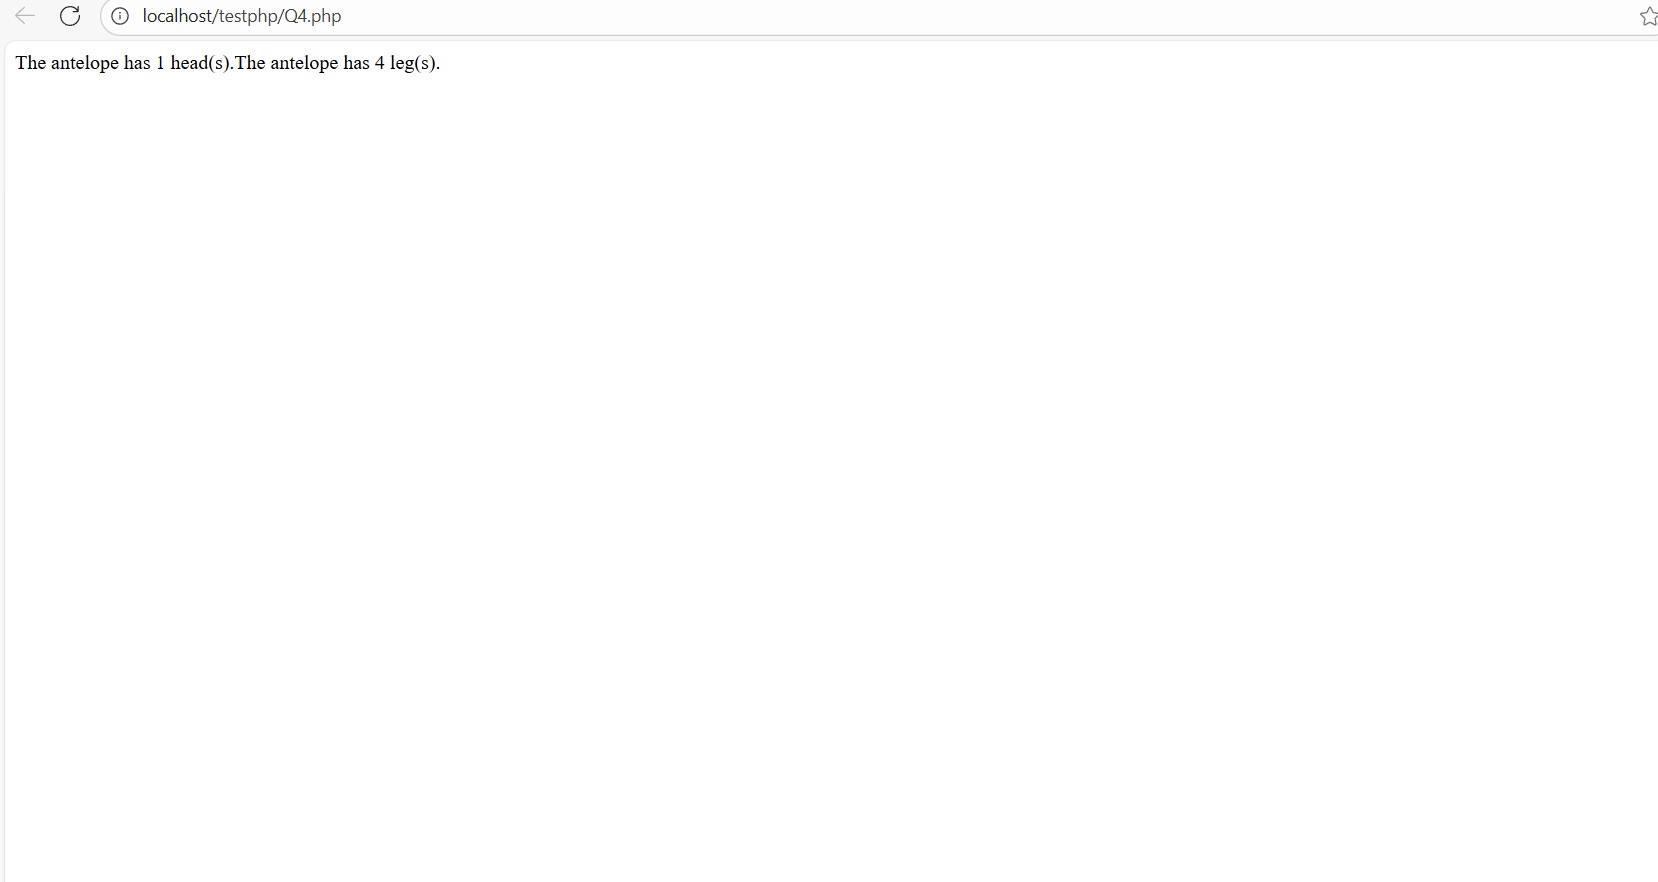 localhost/testphp/Q4.php
The antelope has 1 head(s).The antelope has 4 leg(s).